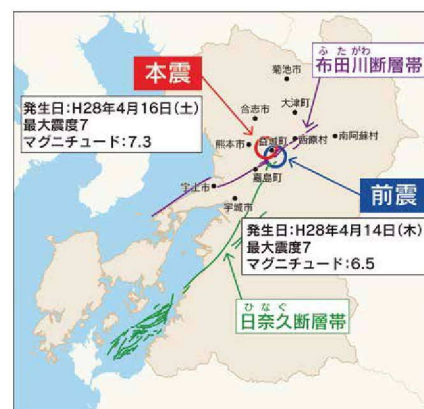 菊池市
ふたがわ
布田川断層帯
本震
発生日:H28年4月16日(土)
最大震度7
マグニチュード:7.3
合志市
大津町
熊本市
益城町
西原村
南阿蘇村
嘉島町
宇土市
宇城市
前震
発生日:H28年4月14日(木)
最大震度7
マグニチュード:6.5
ひなぐ
日奈久断層帯